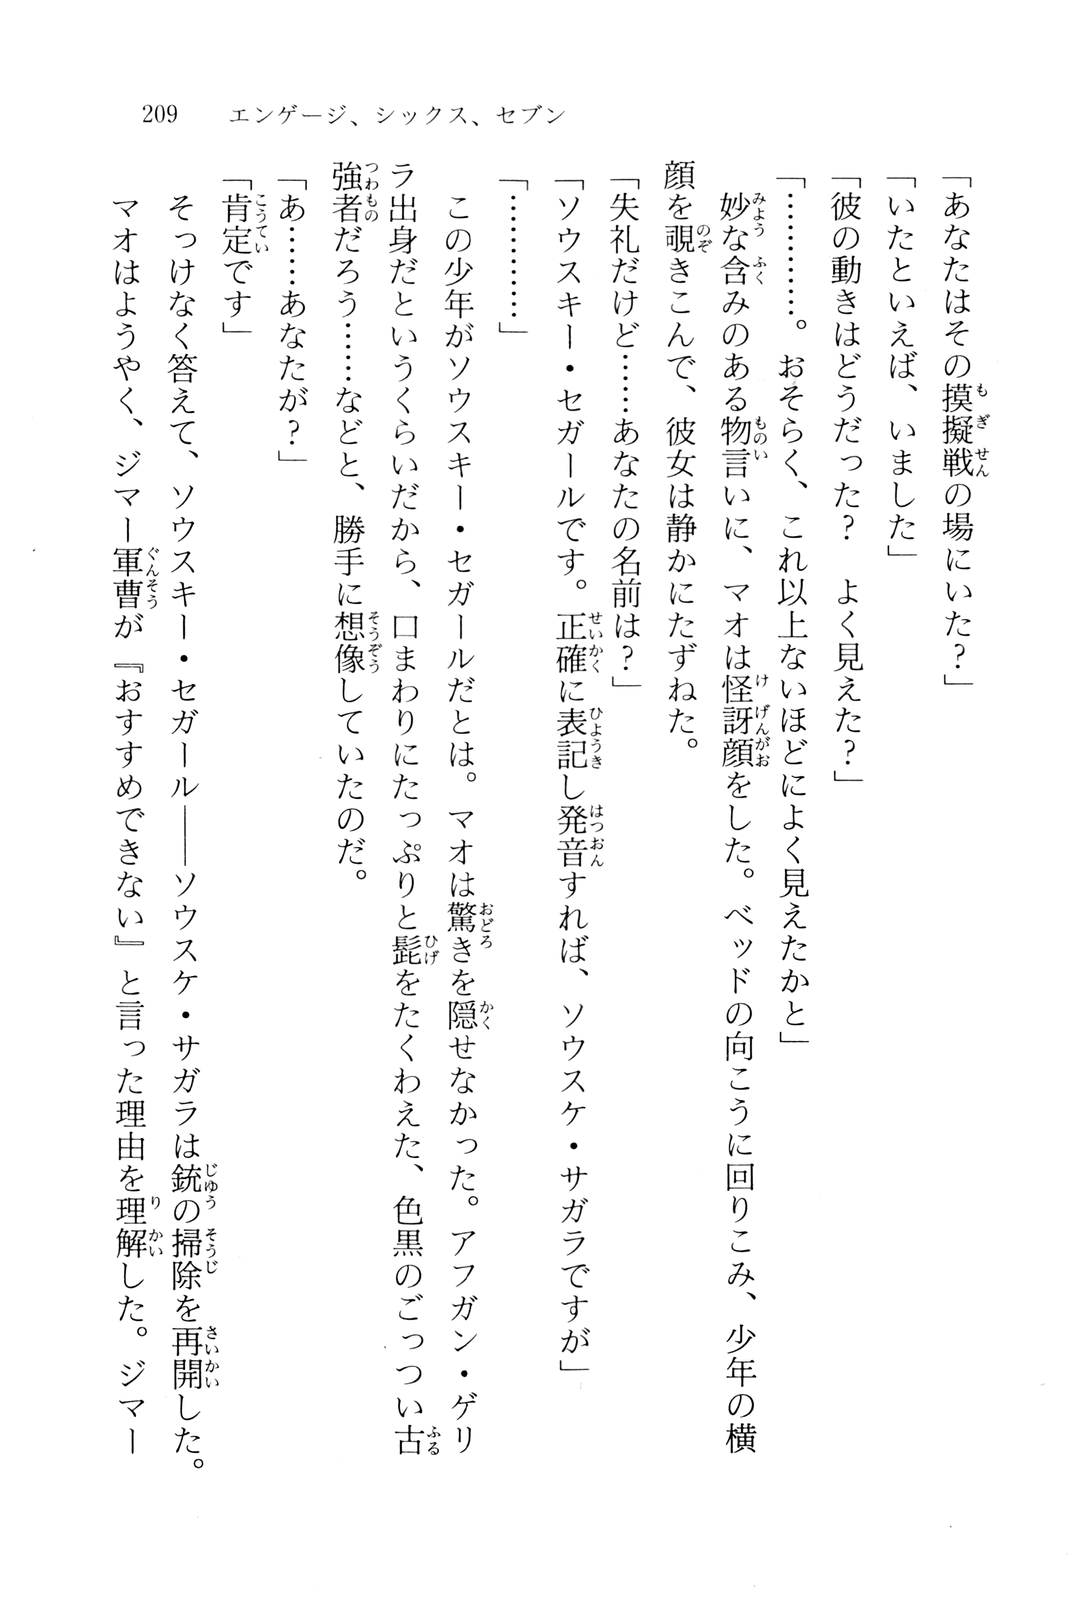 209　エンゲージ、シックス、セブン
「あなたはその摸擬戦の場にいた？」
「いたといえば、いました」
「彼の動きはどうだった？　よく見えた？」
「…………。おそらく、これ以上ないほどによく見えたかと」
　妙な含みのある物言いに、マオは怪訝顔をした。ベッドの向こうに回りこみ、少年の横
顔を覗きこんで、彼女は静かにたずねた。
「失礼だけど……あなたの名前は？」
「ソウスキー・セガールです。正確に表記し発音すれば、ソウスケ・サガラですが」
「…………」
　この少年がソウスキー・セガールだとは。マオは驚きを隠せなかった。アフガン・ゲリ
ラ出身だというくらいだから、口まわりにたっぷりと髭をたくわえた、色黒のごっつい古
強者だろう……などと、勝手に想像していたのだ。
「あ……あなたが？」
「肯定です」
　そっけなく答えて、ソウスキー・セガール――ソウスケ・サガラは銃の掃除を再開した。
　マオはようやく、ジマー軍曹が『おすすめできない』と言った理由を理解した。ジマー